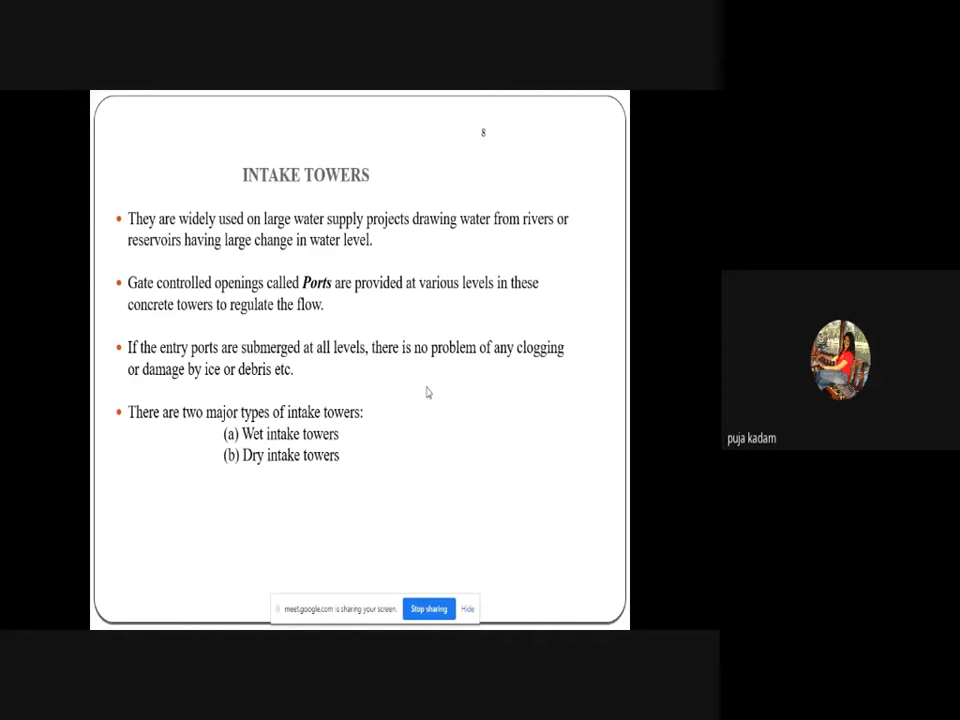 8
INTAKE TOWERS
• They are widely used on large water supply projects drawing water from rivers or
reservoirs having large change in water level.
• Gate controlled openings called Ports are provided at various levels in these
concrete towers to regulate the flow.
• If the entry ports are submerged at all levels, there is no problem of any clogging
or damage by ice or debris etc.
• There are two major types of intake towers:
(a) Wet intake towers
(b) Dry intake towers
meet.google.com is sharing your screen. Stop sharing Hide
puja kadam